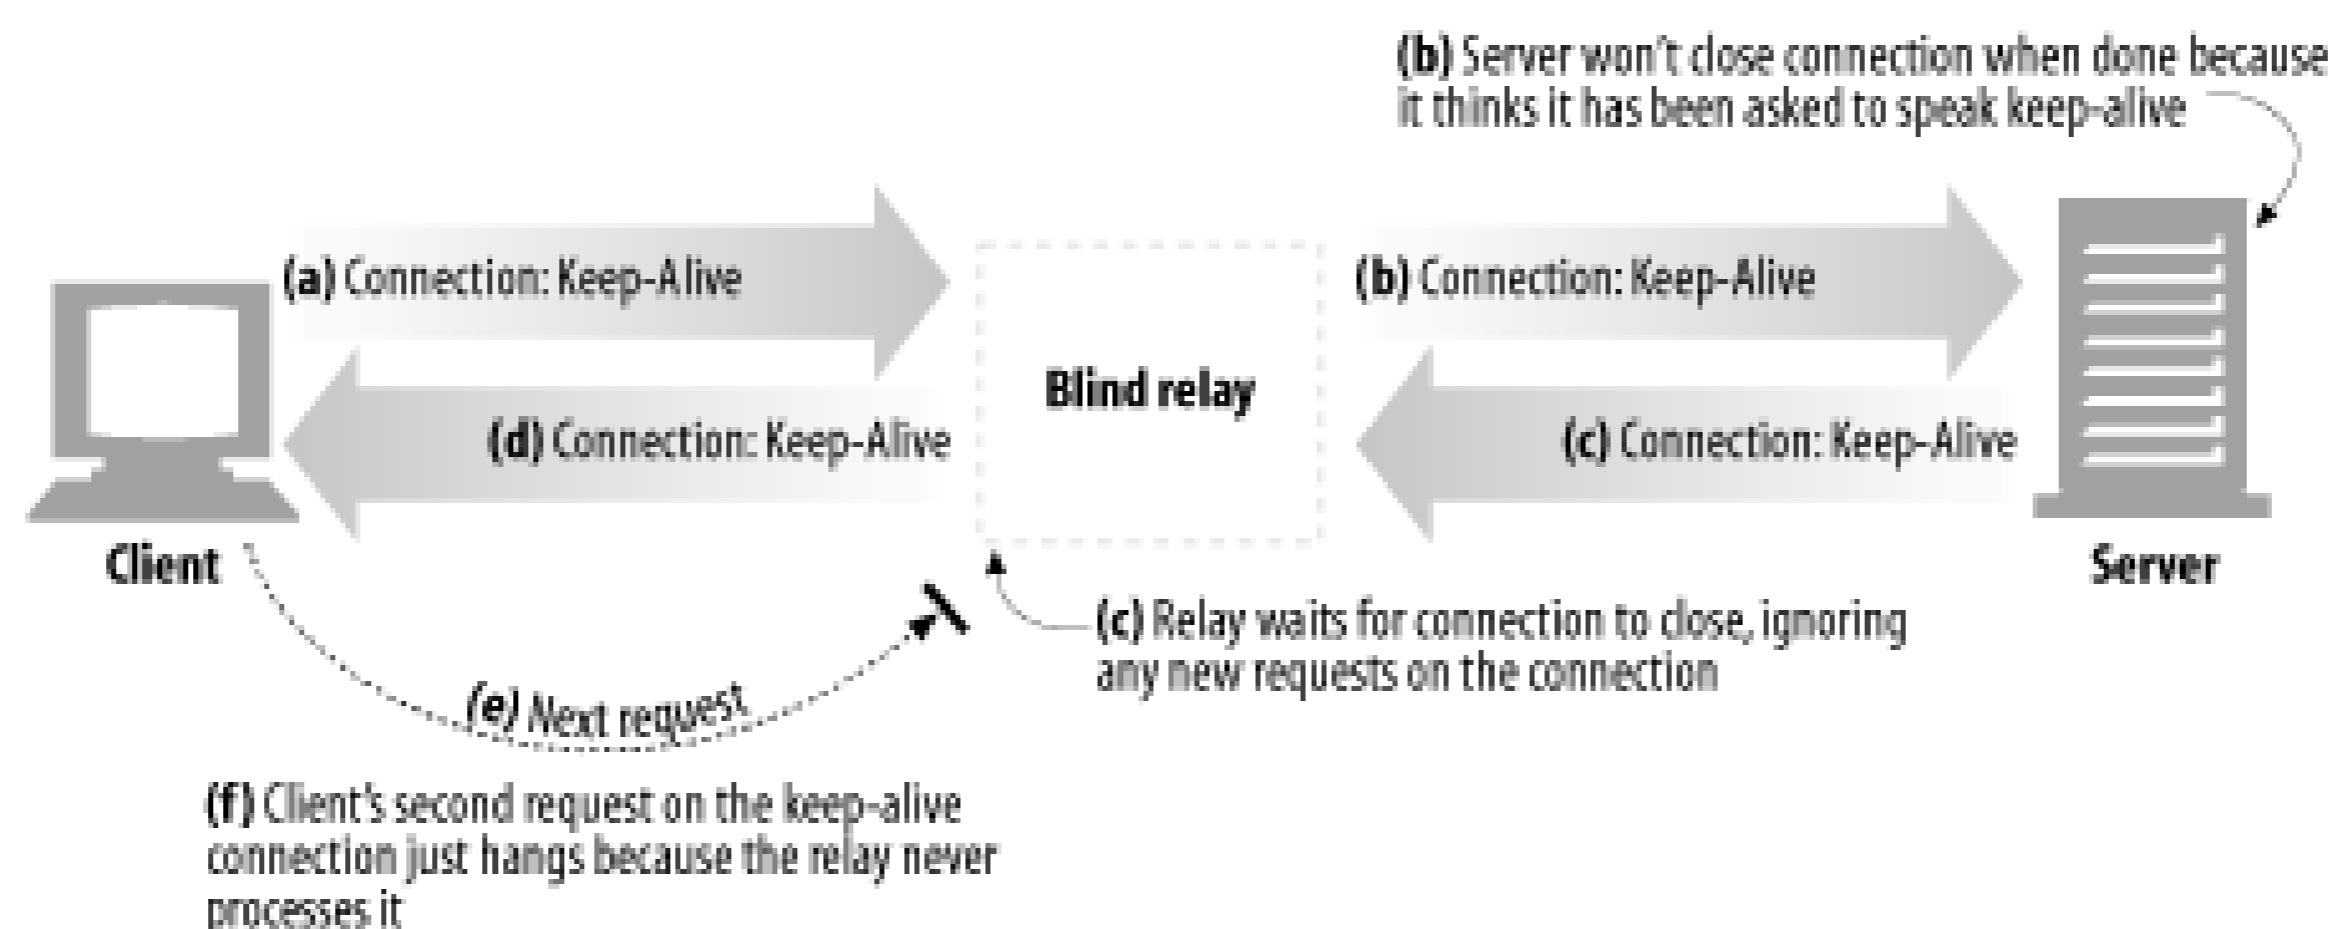 (b) Server won't close connection when done because
it thinks it has been asked to speak keep-alive
(a) Connection: Keep-Alive
(b) Connection: Keep-Alive
Blind relay
(d) Connection: Keep-Alive
(c) Connection: Keep-Alive
Client
Server
(c) Relay waits for connection to close, ignoring
any new requests on the connection
(e) Next request
(f) Client's second request on the keep-alive
connection just hangs because the relay never
processes it